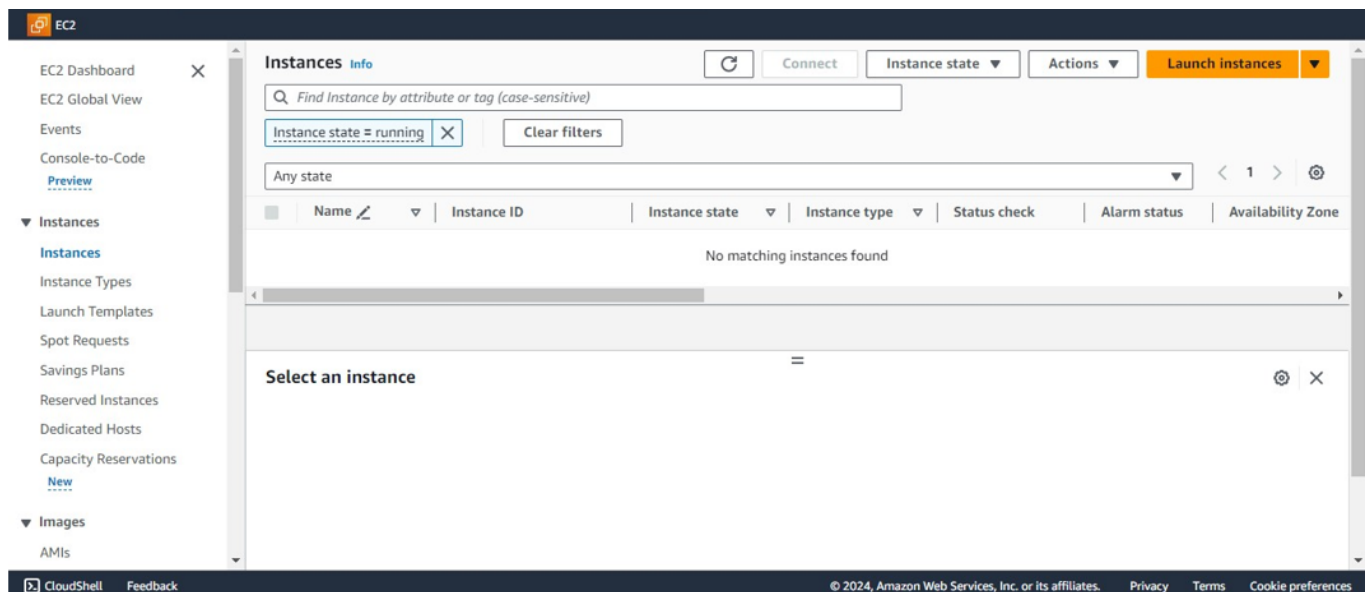 EC2
EC2 Dashboard
EC2 Global View
Events
Console-to-Code
Preview
Instances
Instances
Instance Types
Launch Templates
Spot Requests
Savings Plans
Reserved Instances
Dedicated Hosts
Capacity Reservations
New
Images
AMIs
Instances Info
Connect Instance state Actions Launch instances
Find Instance by attribute or tag (case-sensitive)
Instance state = running Clear filters
Any state 1
Name Instance ID Instance state Instance type Status check Alarm status Availability Zone
No matching instances found
Select an instance
CloudShell Feedback © 2024, Amazon Web Services, Inc. or its affiliates. Privacy Terms Cookie preferences